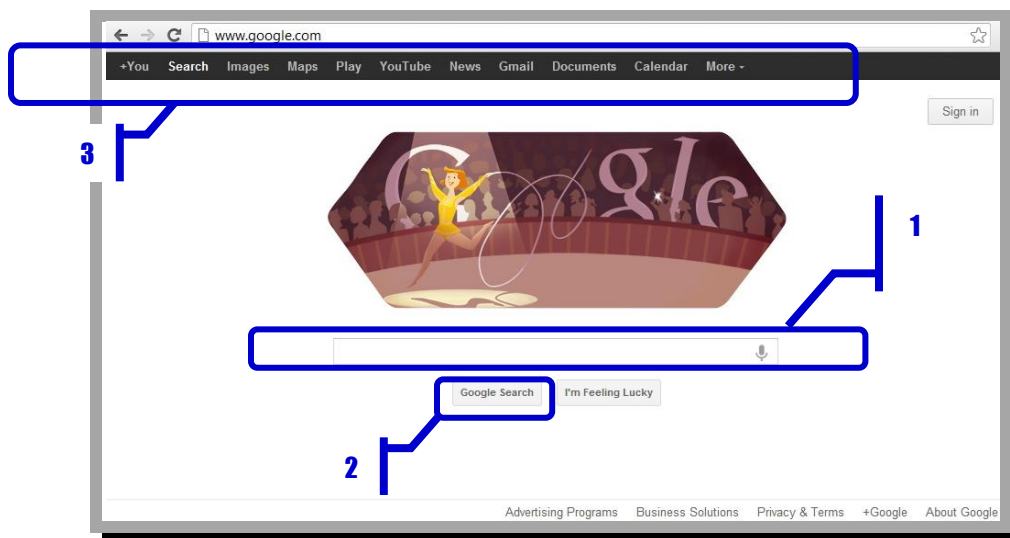 www.google.com
+You Search Images Maps Play YouTube News Gmail Documents Calendar More
Sign in
3
Google
1
Google Search I'm Feeling Lucky
2
Advertising Programs Business Solutions Privacy & Terms +Google About Google